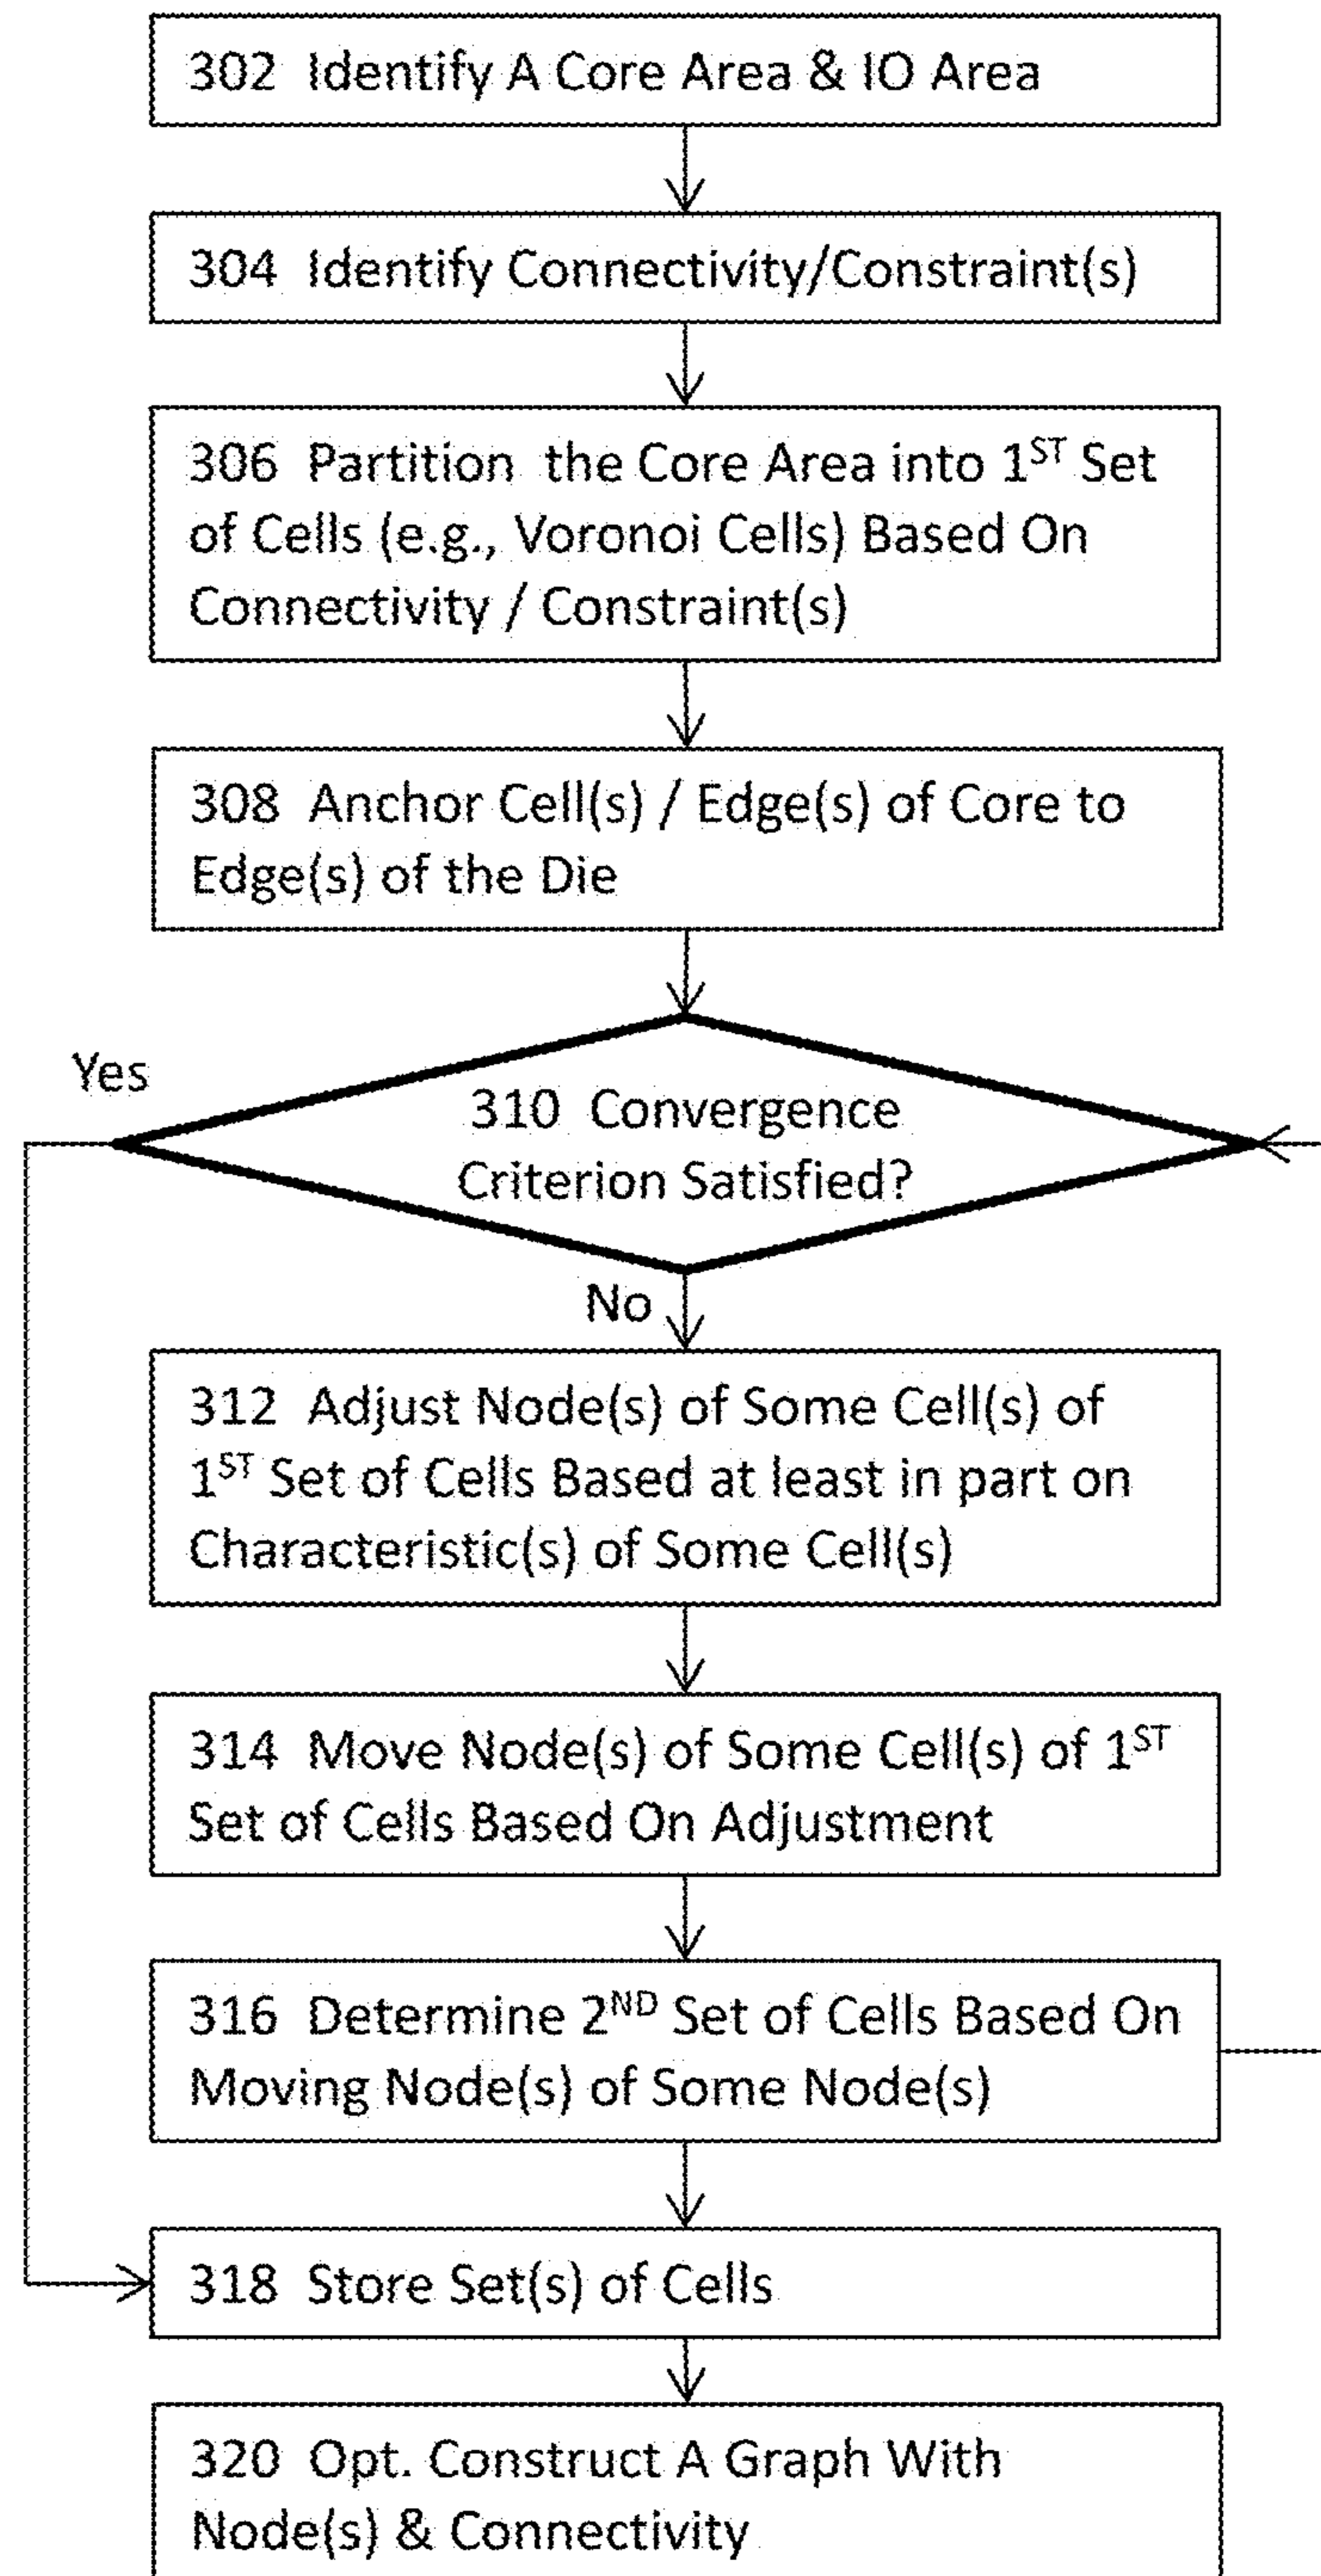 302 Identify A Core Area & IO Area
304 Identify Connectivity/Constraint(s)
306 Partition the Core Area into 1ST Set
of Cells (e.g., Voronoi Cells) Based On
Connectivity / Constraint(s)
308 Anchor Cell(s) / Edge(s) of Core to
Edge(s) of the Die
Yes
310 Convergence
Criterion Satisfied?
No
312 Adjust Node(s) of Some Cell(s) of
1ST Set of Cells Based at least in part on
Characteristic(s) of Some Cell(s)
314 Move Node(s) of Some Cell(s) of 1ST
Set of Cells Based On Adjustment
316 Determine 2ND Set of Cells Based On
Moving Node(s) of Some Node(s)
318 Store Set(s) of Cells
320 Opt. Construct A Graph With
Node(s) & Connectivity